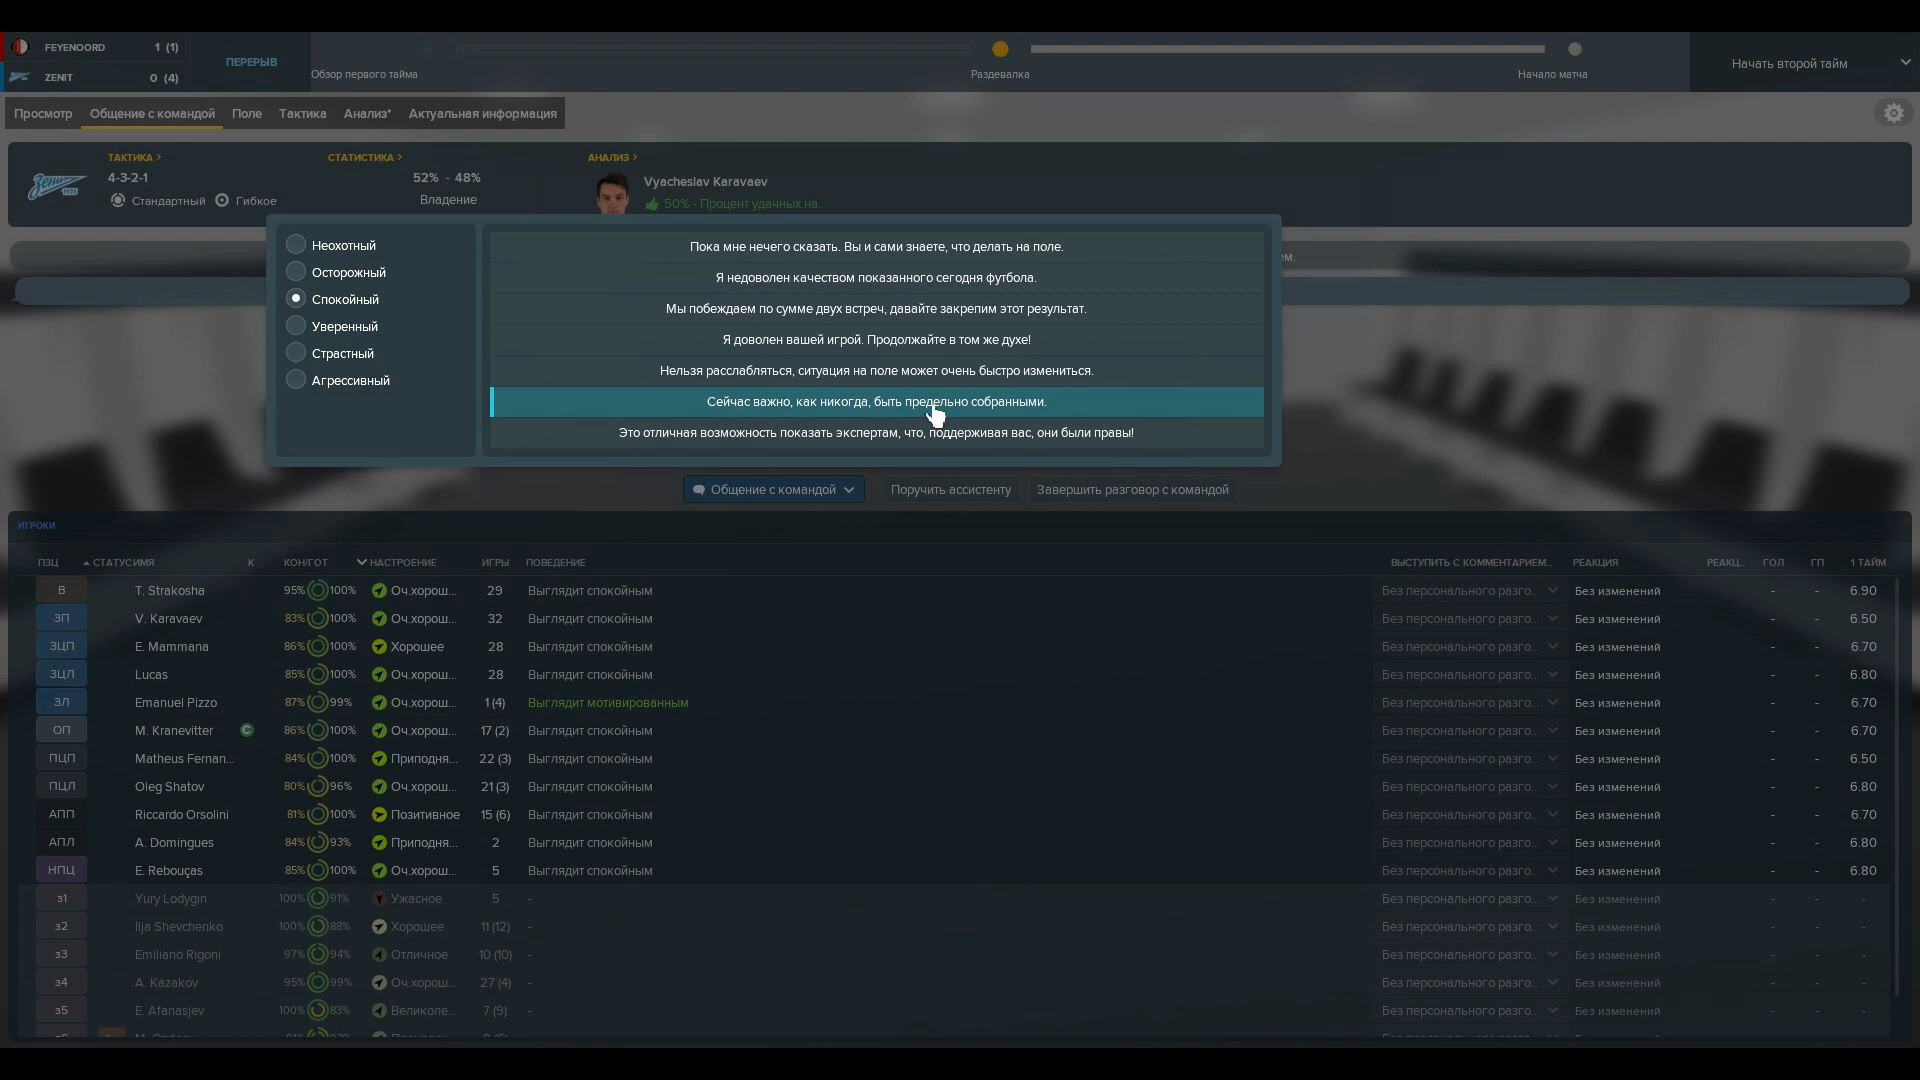 FEYENOORD 1 (1)
ZENIT 0 (4)
ПЕРЕРЫВ
Обзор первого тайма
Раздевалка
Начало матча
Начать второй тайм
Просмотр Общение с командой Поле Тактика Анализ* Актуальная информация
ТАКТИКА > СТАТИСТИКА > АНАЛИЗ >
4-3-2-1 52% - 48% Vyacheslav Karavaev
Стандартный Гибкое Владение 50% - Процент удачных на...
Неохотный
Осторожный
Спокойный
Уверенный
Страстный
Агрессивный
Пока мне нечего сказать. Вы и сами знаете, что делать на поле.
Я недоволен качеством показанного сегодня футбола.
Мы побеждаем по сумме двух встреч, давайте закрепим этот результат.
Я доволен вашей игрой. Продолжайте в том же духе!
Нельзя расслабляться, ситуация на поле может очень быстро измениться.
Сейчас важно, как никогда, быть предельно собранными.
Это отличная возможность показать экспертам, что, поддерживая вас, они были правы!
Общение с командой Поручить ассистенту Завершить разговор с командой
ИГРОКИ
ПЗЦ СТАТУС ИМЯ К КОН/ГОТ НАСТРОЕНИЕ ИГРЫ ПОВЕДЕНИЕ ВЫСТУПИТЬ С КОММЕНТАРИЕМ... РЕАКЦИЯ РЕАКЦ... ГОЛ ГП 1 ТАЙМ
В T. Strakosha 95% 100% Оч.хорош... 29 Выглядит спокойным Без персонального разго... Без изменений - - 6.90
ЗП V. Karavaev 83% 100% Оч.хорош... 32 Выглядит спокойным Без персонального разго... Без изменений - - 6.50
ЗЦП E. Mammana 86% 100% Хорошее 28 Выглядит спокойным Без персонального разго... Без изменений - - 6.70
ЗЦЛ Lucas 85% 100% Оч.хорош... 28 Выглядит спокойным Без персонального разго... Без изменений - - 6.80
ЗЛ Emanuel Pizzo 87% 99% Оч.хорош... 1 (4) Выглядит мотивированным Без персонального разго... Без изменений - - 6.70
ОП M. Kranevitter C 86% 100% Оч.хорош... 17 (2) Выглядит спокойным Без персонального разго... Без изменений - - 6.70
ПЦП Matheus Fernan... 84% 100% Приподня... 22 (3) Выглядит спокойным Без персонального разго... Без изменений - - 6.50
ПЦЛ Oleg Shatov 80% 96% Оч.хорош... 21 (3) Выглядит спокойным Без персонального разго... Без изменений - - 6.80
АПП Riccardo Orsolini 81% 100% Позитивное 15 (6) Выглядит спокойным Без персонального разго... Без изменений - - 6.70
АПЛ A. Domingues 84% 93% Приподня... 2 Выглядит спокойным Без персонального разго... Без изменений - - 6.80
НПЦ E. Rebouças 85% 100% Оч.хорош... 5 Выглядит спокойным Без персонального разго... Без изменений - - 6.80
з1 Yury Lodygin 100% 91% Ужасное 5 - Без персонального разго... Без изменений - - -
з2 Ilja Shevchenko 100% 88% Хорошее 11 (12) - Без персонального разго... Без изменений - - -
з3 Emiliano Rigoni 97% 94% Отличное 10 (10) - Без персонального разго... Без изменений - - -
з4 A. Kazakov 95% 99% Оч.хорош... 27 (4) - Без персонального разго... Без изменений - - -
з5 E. Afanasjev 100% 83% Великоле... 7 (9) - Без персонального разго... Без изменений - - -